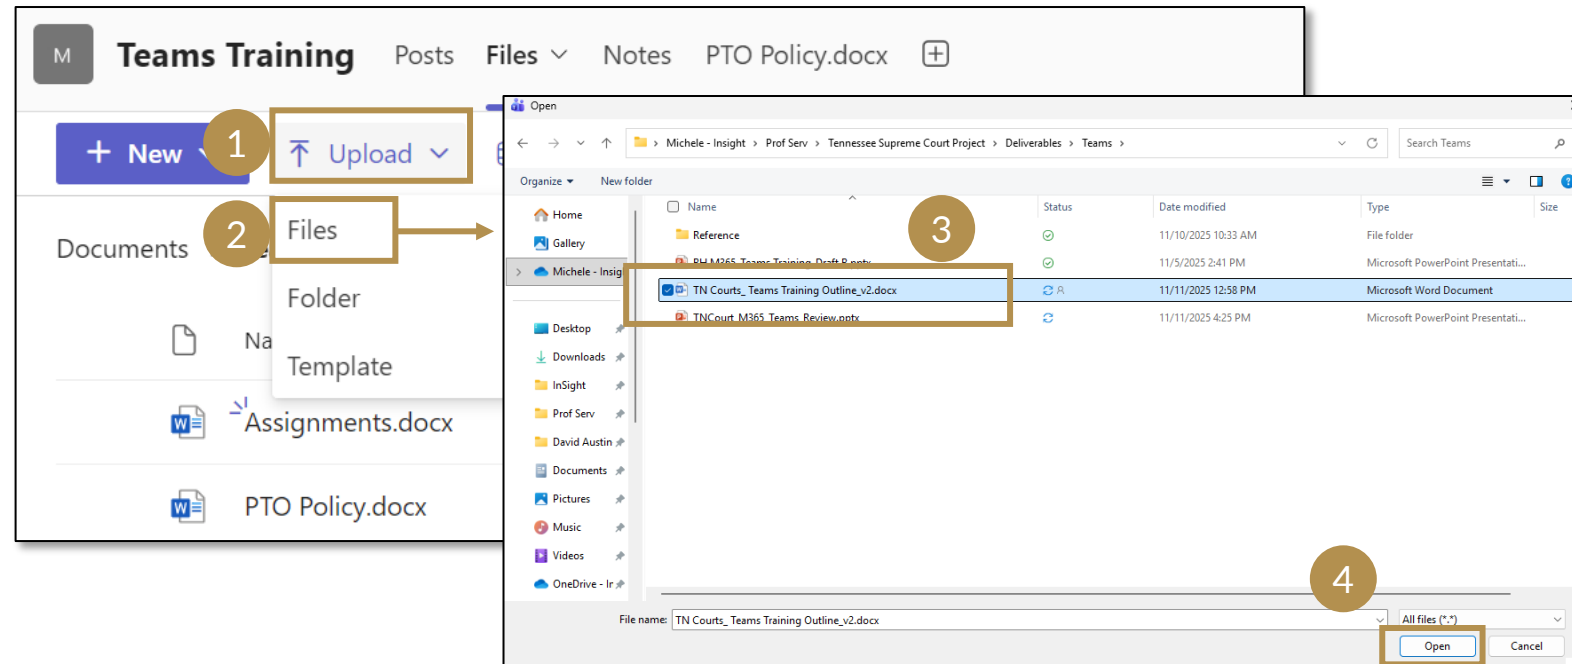 M Teams Training Posts Files Notes PTO Policy.docx
1 New Upload
2 Files
Documents
Folder
Template
Assignments.docx
PTO Policy.docx
Open
Michele - Insight > Prof Serv > Tennessee Supreme Court Project > Deliverables > Teams >
Search Teams
Organize New folder
Home
Gallery
Michele - Insig
Desktop
Downloads
InSight
Prof Serv
David Austin
Documents
Pictures
Music
Videos
OneDrive - Ir
3
Name Status Date modified Type Size
Reference 11/10/2025 10:33 AM File folder
PH M365 Teams Training Draft B.pptx 11/5/2025 2:41 PM Microsoft PowerPoint Presentati...
TN Courts_ Teams Training Outline_v2.docx 11/11/2025 12:58 PM Microsoft Word Document
TNCourt_M365_Teams_Review.pptx 11/11/2025 4:25 PM Microsoft PowerPoint Presentati...
4
File name: TN Courts_ Teams Training Outline_v2.docx All files (*.*)
Open Cancel